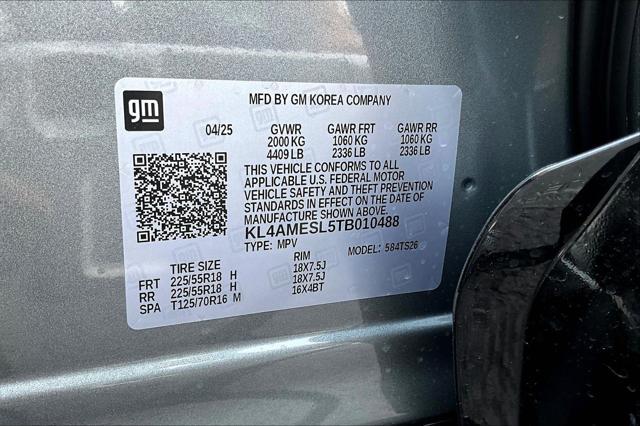 gm
MFD BY GM KOREA COMPANY
04/25 GVWR GAWR FRT GAWR RR
2000 KG 1060 KG 1060 KG
4409 LB 2336 LB 2336 LB
THIS VEHICLE CONFORMS TO ALL
APPLICABLE U.S. FEDERAL MOTOR
VEHICLE SAFETY AND THEFT PREVENTION
STANDARDS IN EFFECT ON THE DATE OF
MANUFACTURE SHOWN ABOVE.
KL4AMESL5TB010488
TYPE: MPV MODEL: 584TS26
TIRE SIZE RIM
FRT 225/55R18 H 18X7.5J
RR 225/55R18 H 18X7.5J
SPA T125/70R16 M 16X4BT